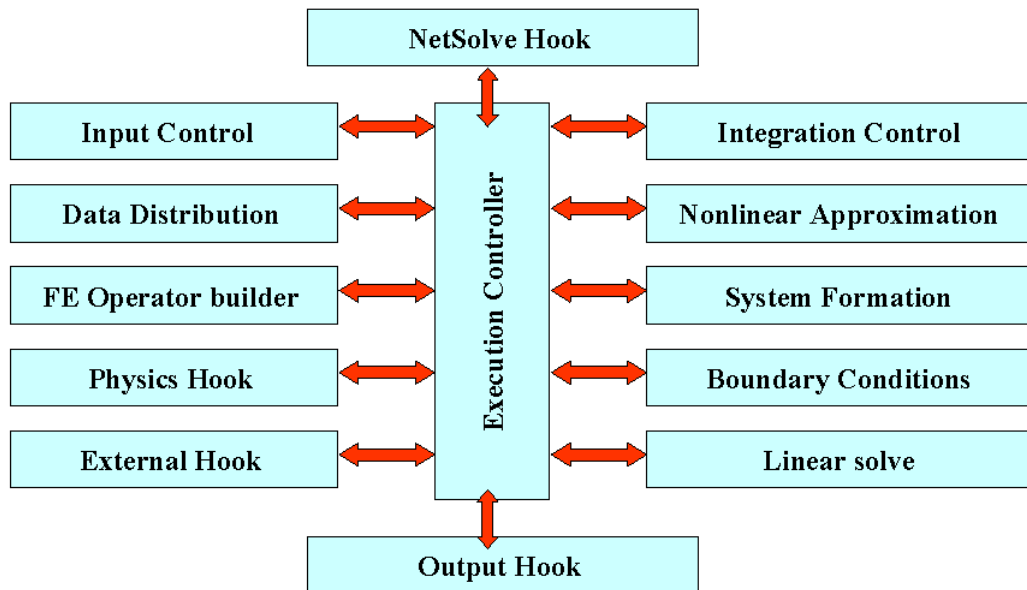 NetSolve Hook
Input Control
Data Distribution
FE Operator builder
Physics Hook
External Hook
Execution Controller
Integration Control
Nonlinear Approximation
System Formation
Boundary Conditions
Linear solve
Output Hook